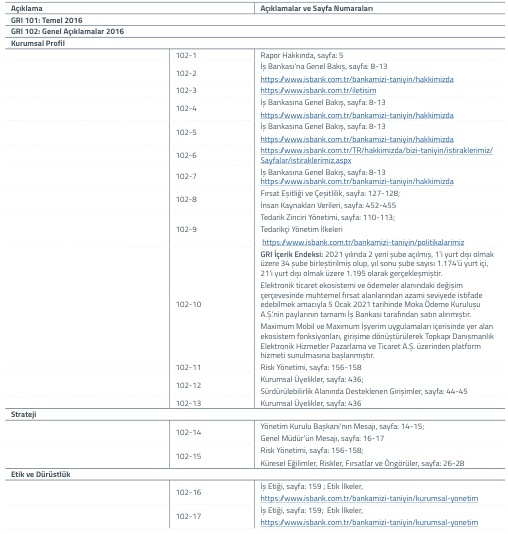 Açıklama Açıklamalar ve Sayfa Numaraları
GRI 101: Temel 2016
GRI 102: Genel Açıklamalar 2016
Kurumsal Profil
102-1 Rapor Hakkında, sayfa: 5
102-2 İş Bankası'na Genel Bakış, sayfa: 8-13
https://www.isbank.com.tr/bankamizi-taniyin/hakkimizda
102-3 https://www.isbank.com.tr/iletisim
102-4 İş Bankasına Genel Bakış, sayfa: 8-13
https://www.isbank.com.tr/bankamizi-taniyin/hakkimizda
102-5 İş Bankasına Genel Bakış, sayfa: 8-13
https://www.isbank.com.tr/bankamizi-taniyin/hakkimizda
102-6 https://www.isbank.com.tr/TR/hakkimizda/bizi-taniyin/istiraklerimiz/
Sayfalar/istiraklerimiz.aspx
102-7 İş Bankasına Genel Bakış, sayfa: 8-13
https://www.isbank.com.tr/bankamizi-taniyin/hakkimizda
102-8 Fırsat Eşitliği ve Çeşitlilik, sayfa: 127-128;
İnsan Kaynakları Verileri, sayfa: 452-455
102-9 Tedarik Zinciri Yönetimi, sayfa: 110-113;
Tedarikçi Yönetim İlkeleri
https://www.isbank.com.tr/bankamizi-taniyin/politikalarimiz
102-10 GRI İçerik Endeksi: 2021 yılında 2 yeni şube açılmış, 1'i yurt dışı olmak
üzere 34 şube birleştirilmiş olup, yıl sonu şube sayısı 1.174'ü yurt içi,
21'i yurt dışı olmak üzere 1.195 olarak gerçekleşmiştir.
Elektronik ticaret ekosistemi ve ödemeler alanındaki değişim
çerçevesinde muhtemel fırsat alanlarından azami seviyede istifade
edebilmek amacıyla 5 Ocak 2021 tarihinde Moka Ödeme Kuruluşu
A.Ş.'nin paylarının tamamı İş Bankası tarafından satın alınmıştır.
Maximum Mobil ve Maximum İşyerim uygulamaları içerisinde yer alan
ekosistem fonksiyonları, girişime dönüştürülerek Topkapı Danışmanlık
Elektronik Hizmetler Pazarlama ve Ticaret A.Ş. üzerinden platform
hizmeti sunulmasına başlanmıştır.
102-11 Risk Yönetimi, sayfa: 156-158
102-12 Kurumsal Üyelikler, sayfa: 436;
Sürdürülebilirlik Alanında Desteklenen Girişimler, sayfa: 44-45
102-13 Kurumsal Üyelikler, sayfa: 436
Strateji
102-14 Yönetim Kurulu Başkanı'nın Mesajı, sayfa: 14-15;
Genel Müdür'ün Mesajı, sayfa: 16-17
102-15 Risk Yönetimi, sayfa: 156-158;
Küresel Eğilimler, Riskler, Fırsatlar ve Öngörüler, sayfa: 26-28
Etik ve Dürüstlük
102-16 İş Etiği, sayfa: 159 ; Etik İlkeler,
https://www.isbank.com.tr/bankamizi-taniyin/kurumsal-yonetim
102-17 İş Etiği, sayfa: 159; Etik İlkeler,
https://www.isbank.com.tr/bankamizi-taniyin/kurumsal-yonetim